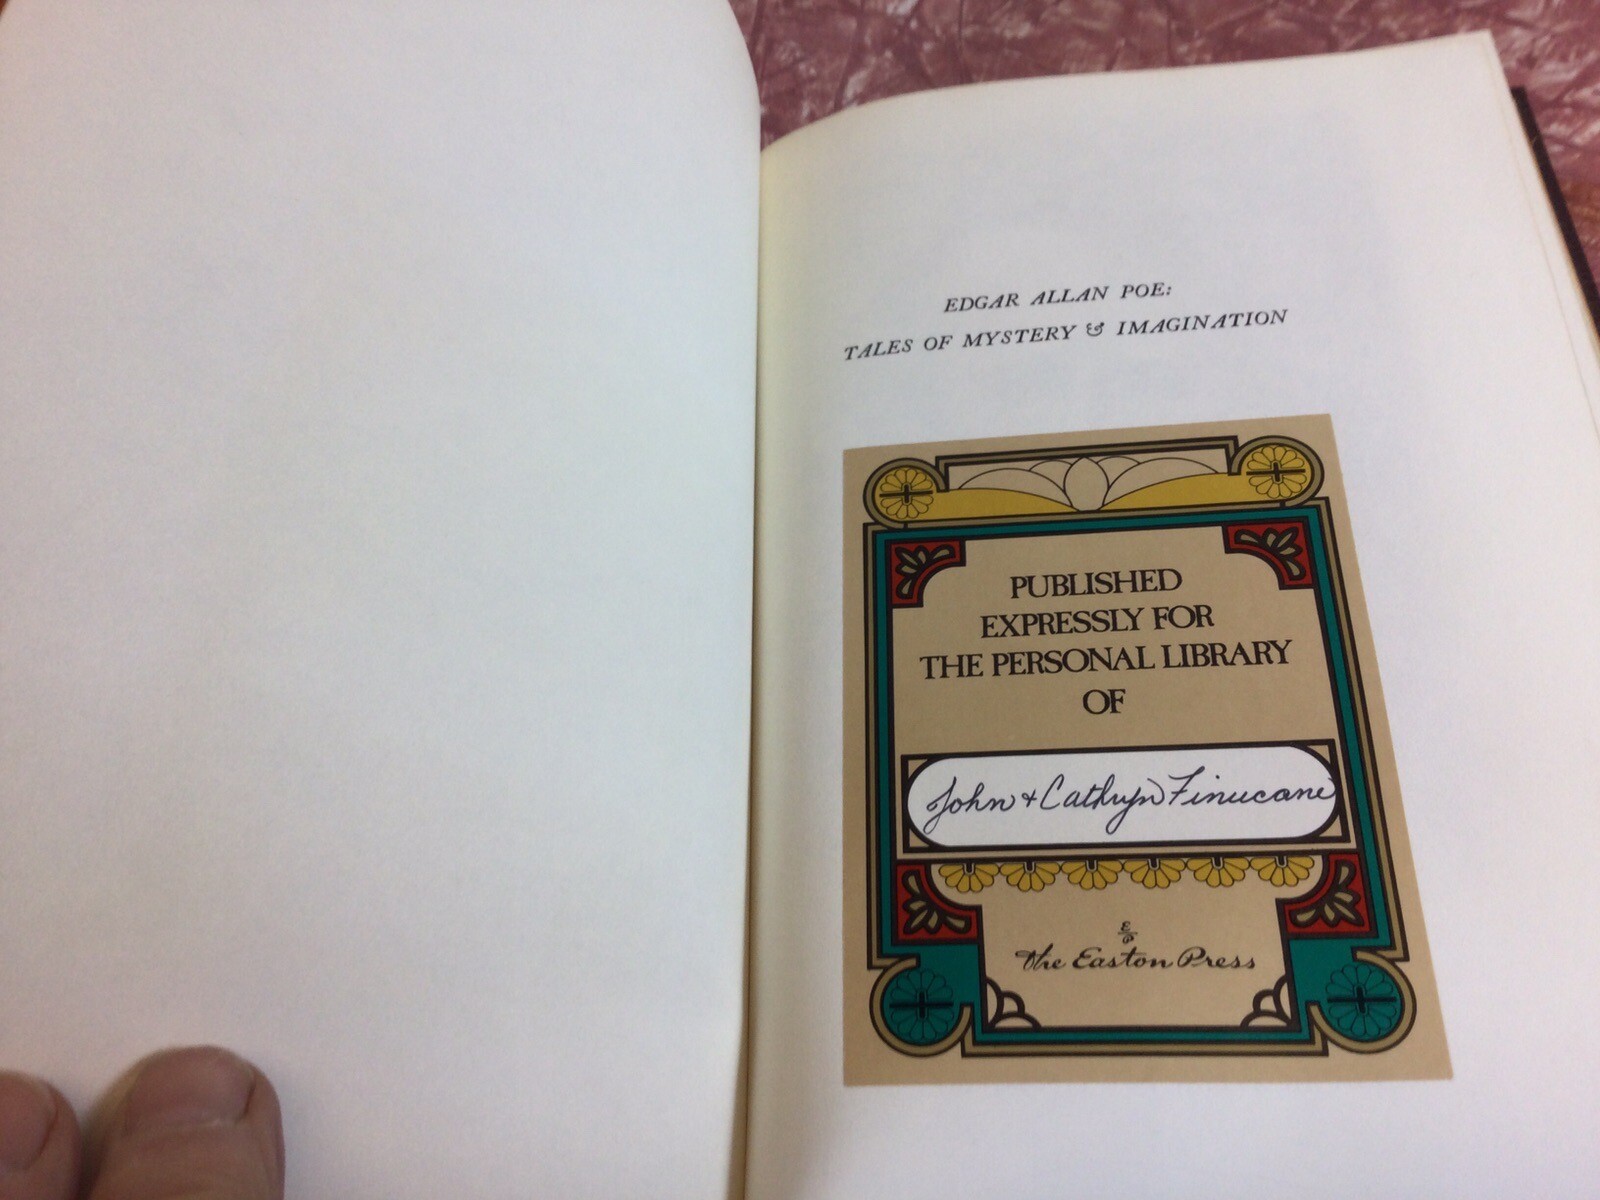 EDGAR ALLAN POE:
TALES OF MYSTERY & IMAGINATION
PUBLISHED
EXPRESSLY FOR
THE PERSONAL LIBRARY
OF
John + Cathryn Finucane
E/P
The Easton Press